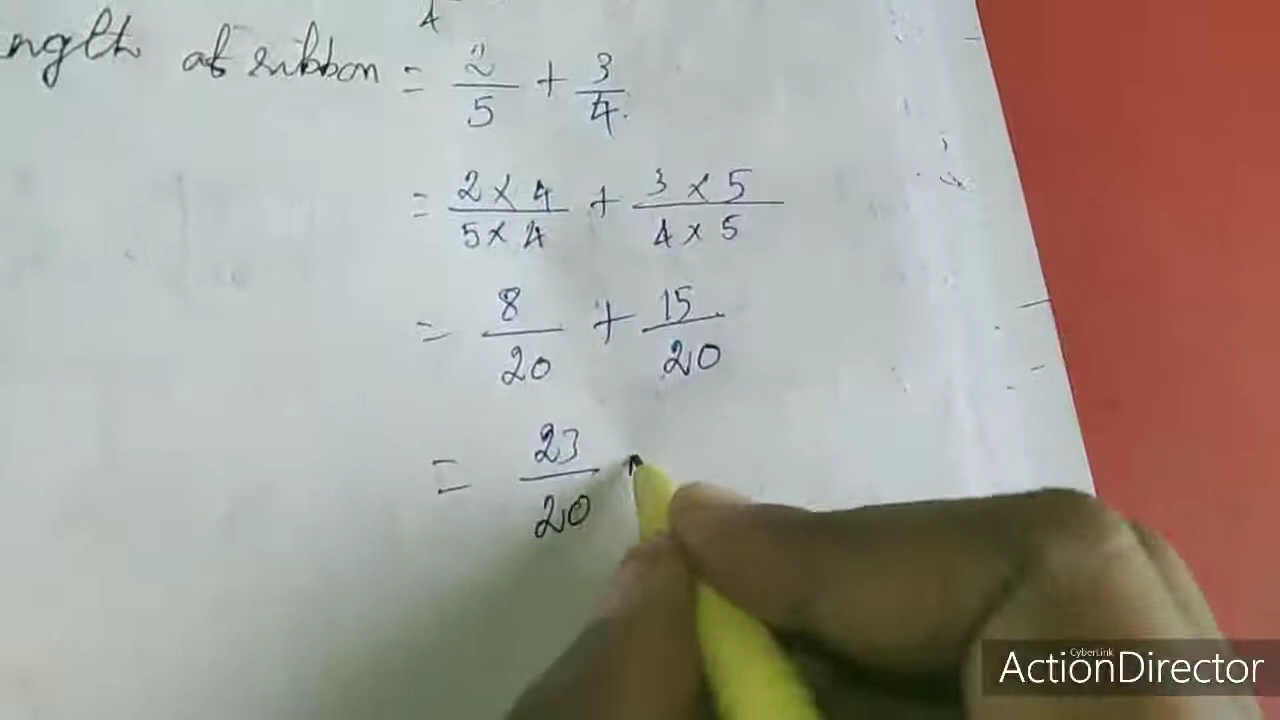 4
ngth of ribbon = 2/5 + 3/4
= 2 × 4 / 5 × 4 + 3 × 5 / 4 × 5
= 8/20 + 15/20
= 23/20
CyberLink
ActionDirector